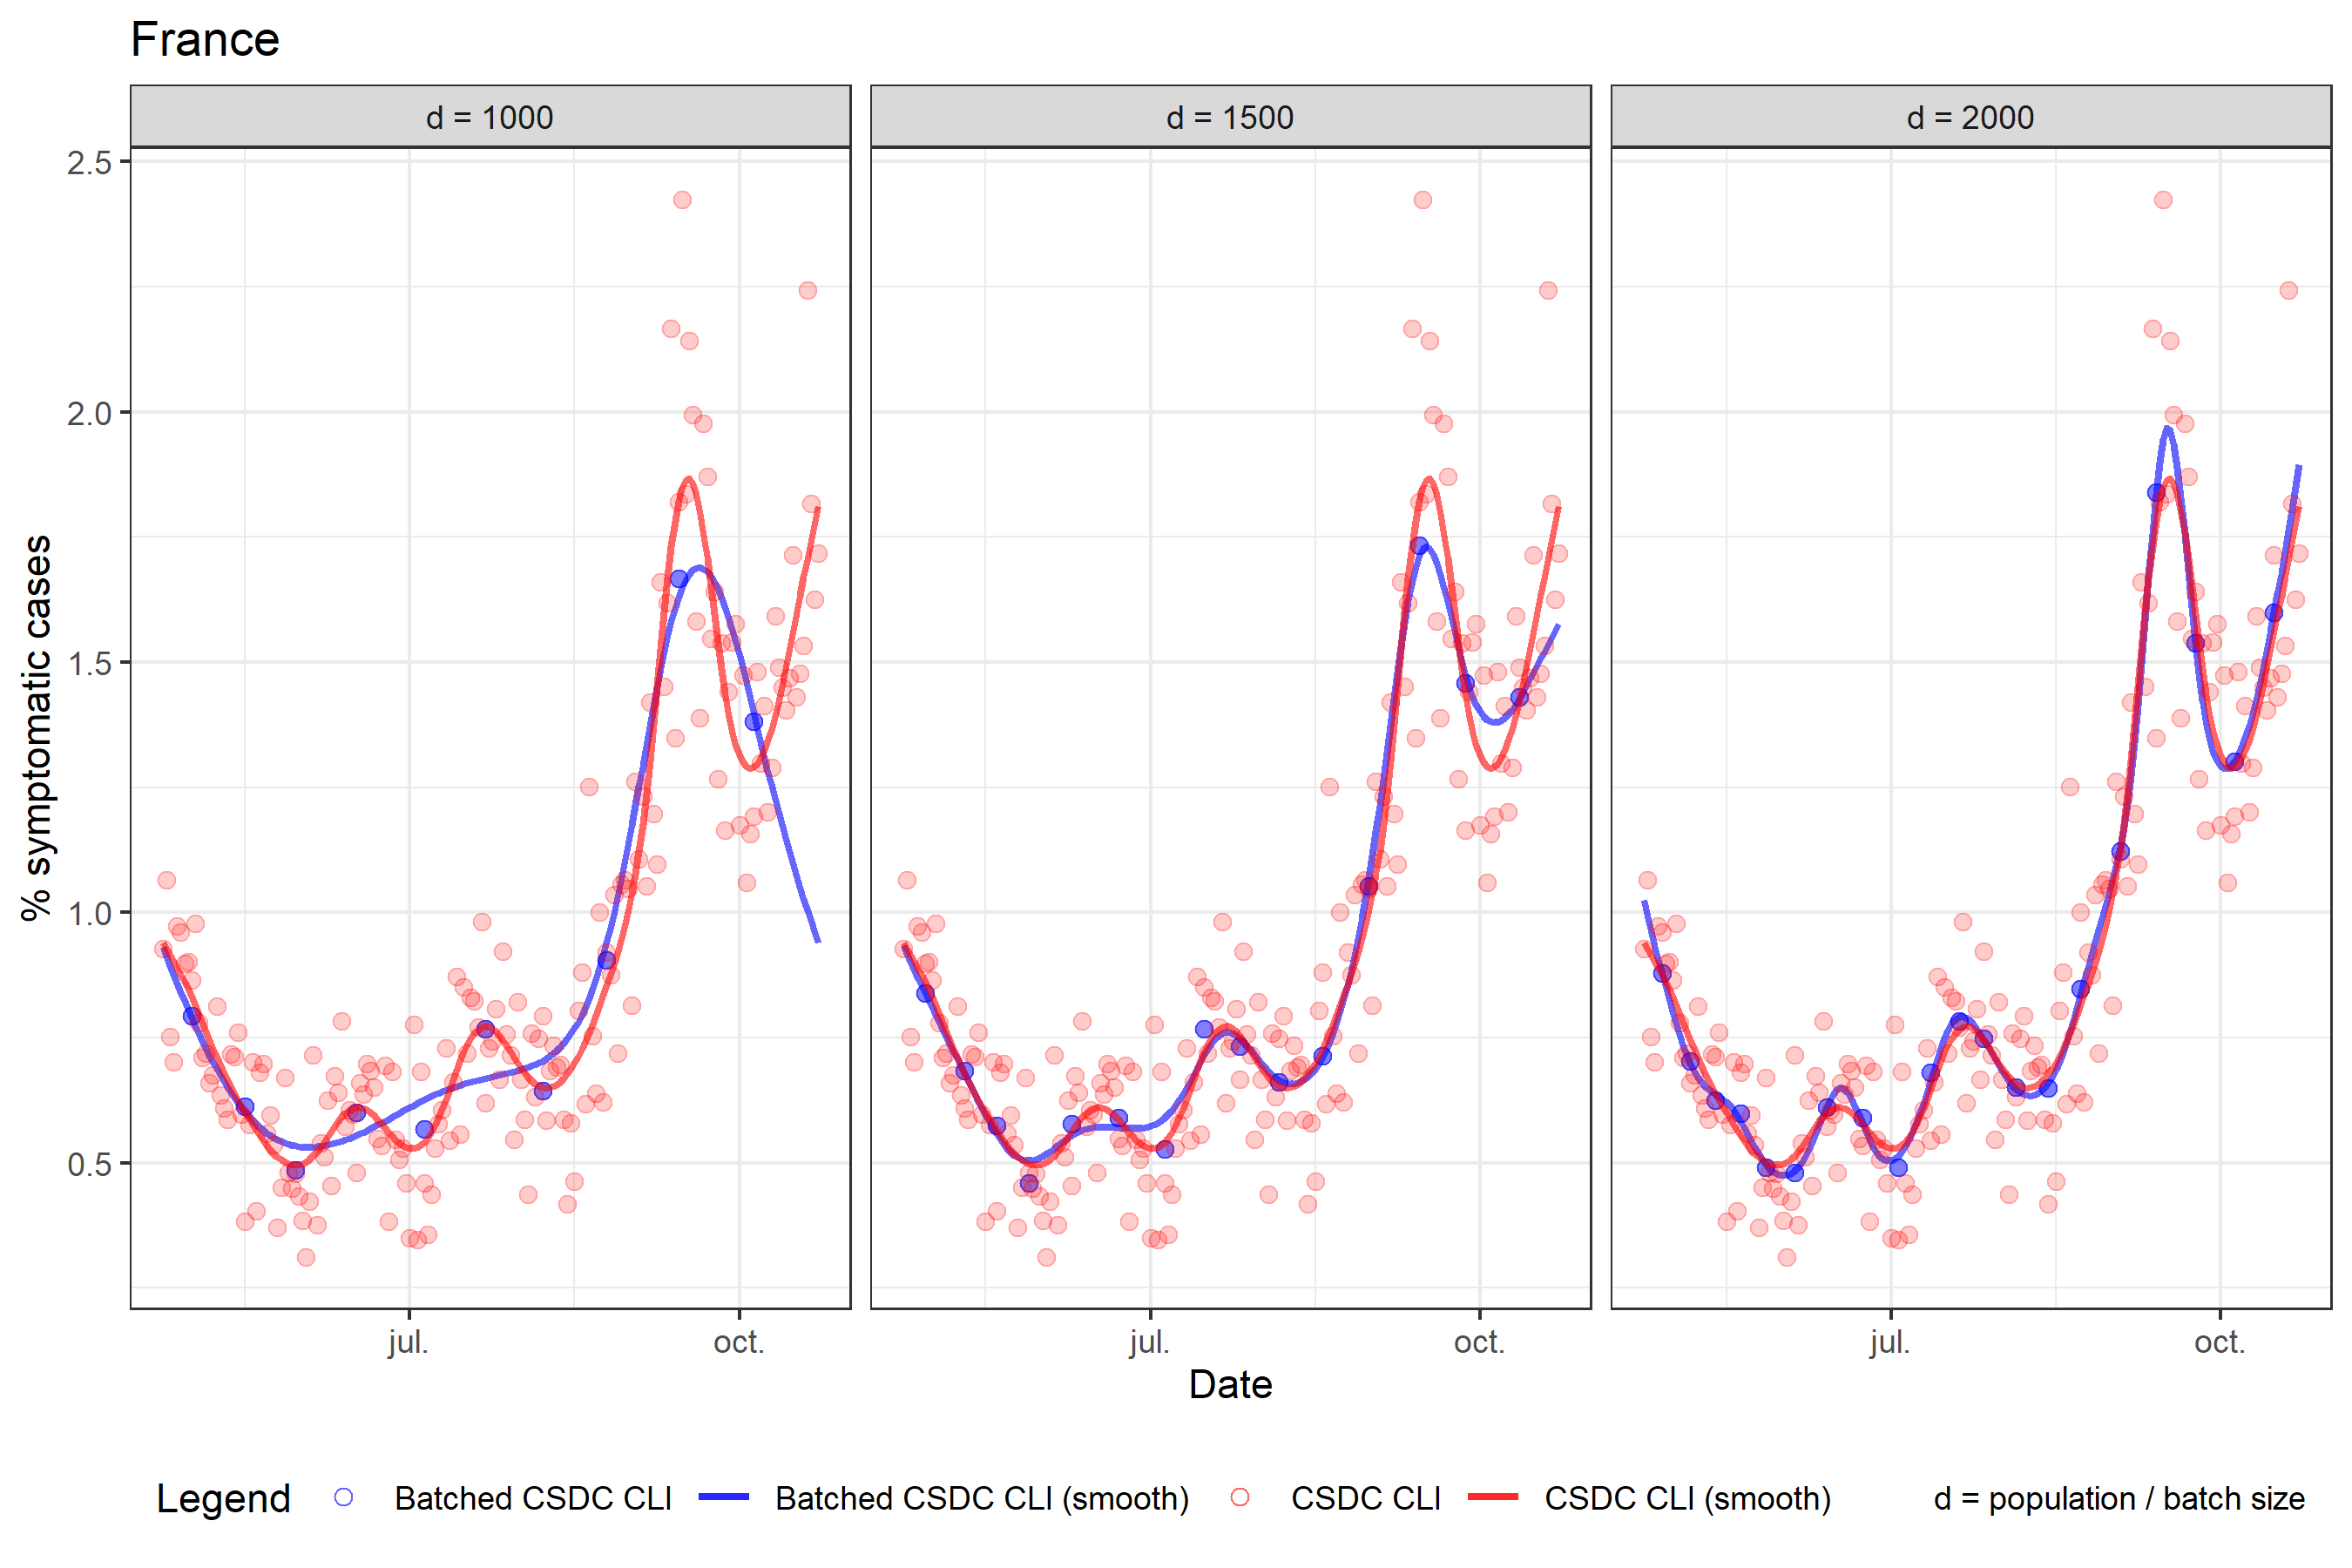 France
d = 1000
d = 1500
d = 2000
2.5
2.0
1.5
1.0
0.5
% symptomatic cases
jul.
oct.
jul.
oct.
jul.
oct.
Date
Legend Batched CSDC CLI Batched CSDC CLI (smooth) CSDC CLI CSDC CLI (smooth) d = population / batch size